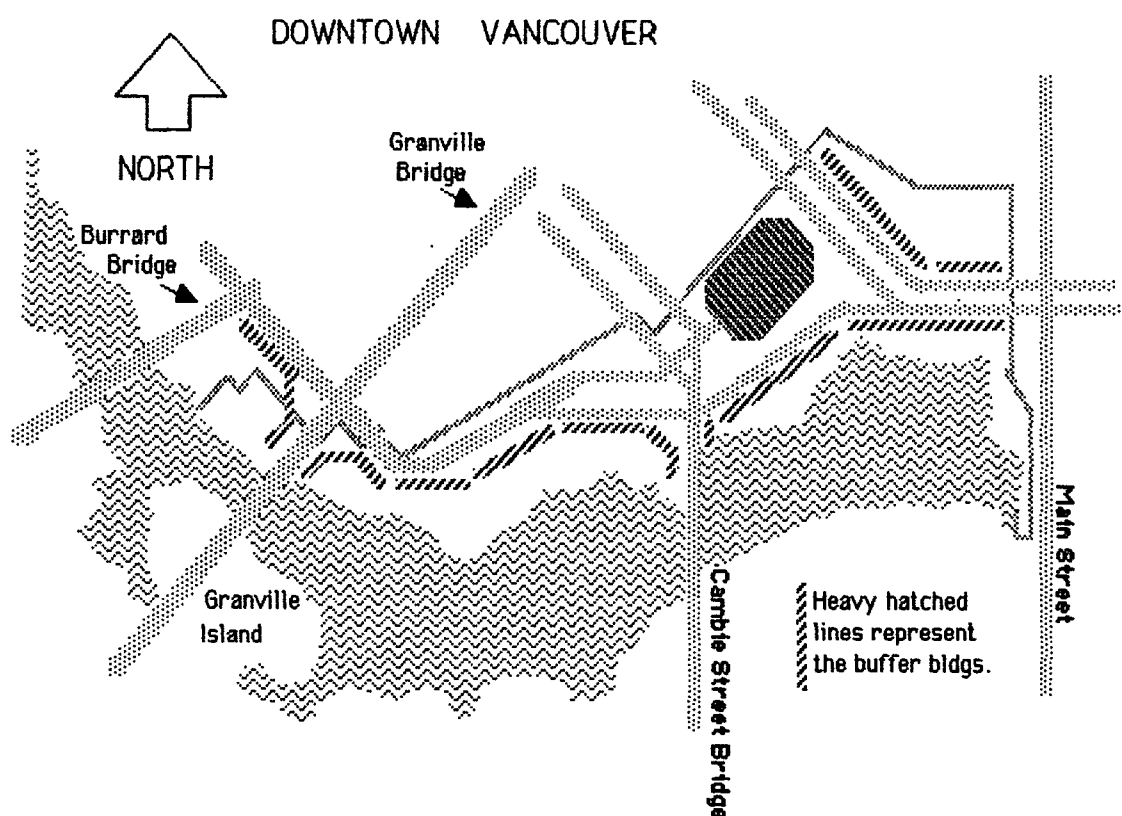 DOWNTOWN VANCOUVER
NORTH
Granville
Bridge
Burrard
Bridge
Granville
Island
Cambie Street Bridge
Main Street
Heavy hatched
lines represent
the buffer bldgs.